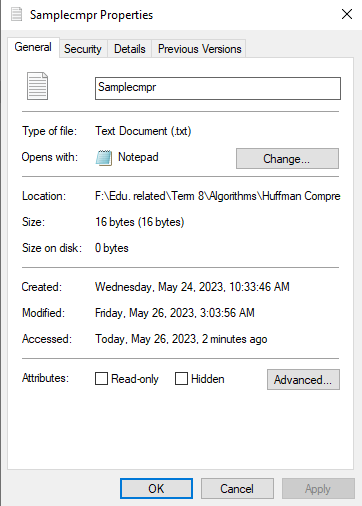 Samplecmpr Properties
General Security Details Previous Versions
Samplecmpr
Type of file: Text Document (.txt)
Opens with: Notepad Change...
Location: F:\Edu. related\Term 8\Algorithms\Huffman Compre
Size: 16 bytes (16 bytes)
Size on disk: 0 bytes
Created: Wednesday, May 24, 2023, 10:33:46 AM
Modified: Friday, May 26, 2023, 3:03:56 AM
Accessed: Today, May 26, 2023, 2 minutes ago
Attributes: Read-only Hidden Advanced...
OK Cancel Apply